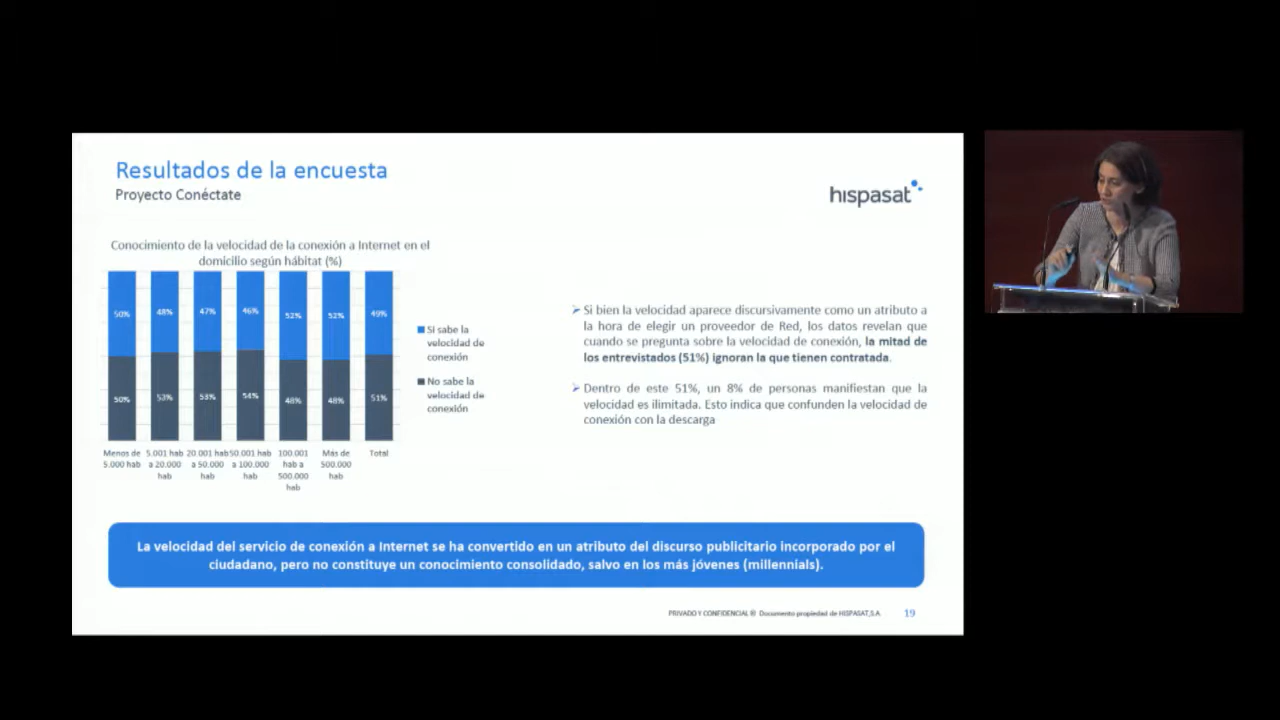 Resultados de la encuesta
Proyecto Conéctate
hispasat
Conocimiento de la velocidad de la conexión a Internet en el
domicilio según hábitat (%)
50% 48% 47% 46% 52% 52% 49%
50% 53% 53% 54% 48% 48% 51%
Si sabe la
velocidad de
conexión
No sabe la
velocidad de
conexión
Menos de 5.001 hab 20.001 hab 50.001 hab 100.001 Más de Total
5.000 hab a 20.000 a 50.000 a 100.000 hab a 500.000
hab hab hab 500.000 hab
hab
Si bien la velocidad aparece discursivamente como un atributo a
la hora de elegir un proveedor de Red, los datos revelan que
cuando se pregunta sobre la velocidad de conexión, la mitad de
los entrevistados (51%) ignoran la que tienen contratada.
Dentro de este 51%, un 8% de personas manifiestan que la
velocidad es ilimitada. Esto indica que confunden la velocidad de
conexión con la descarga
La velocidad del servicio de conexión a Internet se ha convertido en un atributo del discurso publicitario incorporado por el
ciudadano, pero no constituye un conocimiento consolidado, salvo en los más jóvenes (millennials).
PRIVADO Y CONFIDENCIAL ® Documento propiedad de HISPASAT,S.A. 19